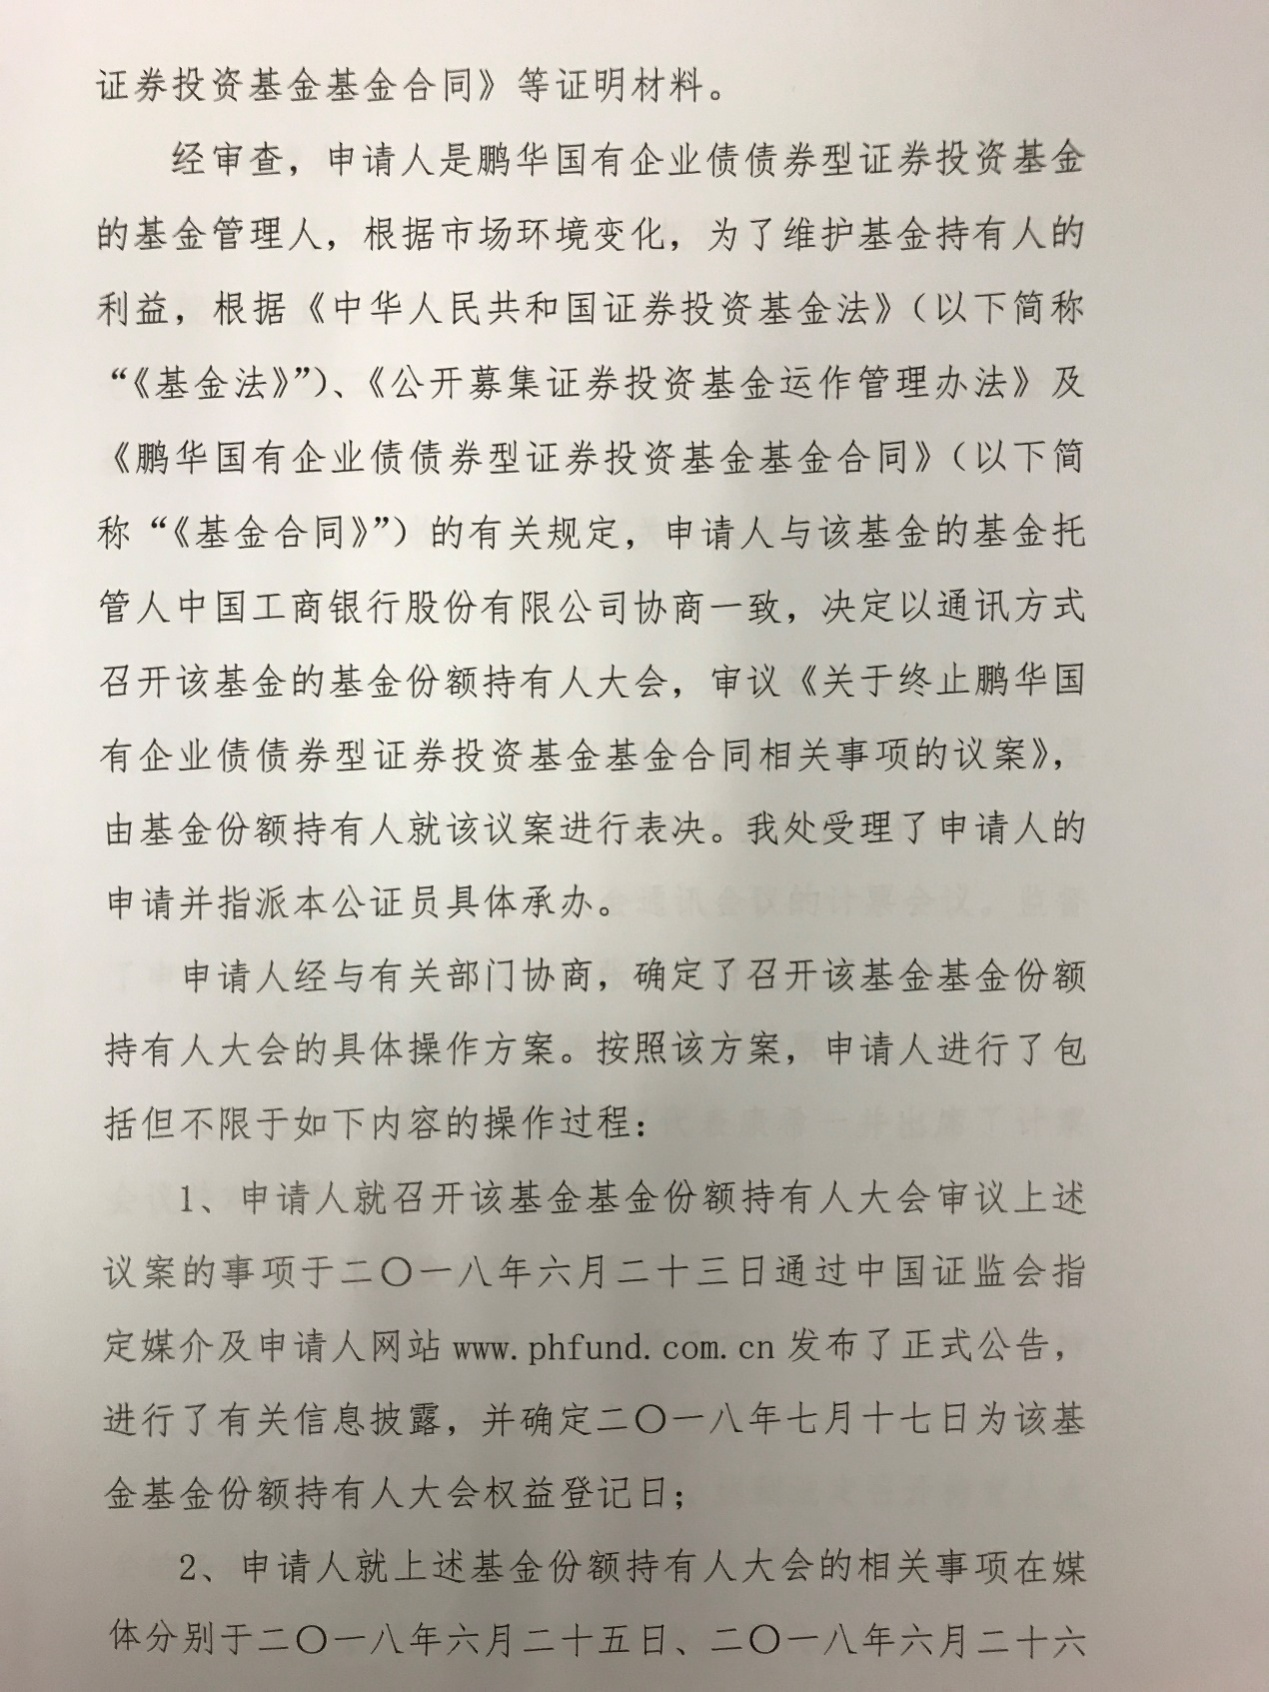 证券投资基金基金合同》等证明材料。
经审查，申请人是鹏华国有企业债债券型证券投资基金
的基金管理人，根据市场环境变化，为了维护基金持有人的
利益，根据《中华人民共和国证券投资基金法》（以下简称
“《基金法》”）、《公开募集证券投资基金运作管理办法》及
《鹏华国有企业债债券型证券投资基金基金合同》（以下简
称“《基金合同》”）的有关规定，申请人与该基金的基金托
管人中国工商银行股份有限公司协商一致，决定以通讯方式
召开该基金的基金份额持有人大会，审议《关于终止鹏华国
有企业债债券型证券投资基金基金合同相关事项的议案》，
由基金份额持有人就该议案进行表决。我处受理了申请人的
申请并指派本公证员具体承办。
申请人经与有关部门协商，确定了召开该基金基金份额
持有人大会的具体操作方案。按照该方案，申请人进行了包
括但不限于如下内容的操作过程：
1、申请人就召开该基金基金份额持有人大会审议上述
议案的事项于二〇一八年六月二十三日通过中国证监会指
定媒介及申请人网站 www.phfund.com.cn 发布了正式公告，
进行了有关信息披露，并确定二〇一八年七月十七日为该基
金基金份额持有人大会权益登记日；
2、申请人就上述基金份额持有人大会的相关事项在媒
体分别于二〇一八年六月二十五日、二〇一八年六月二十六